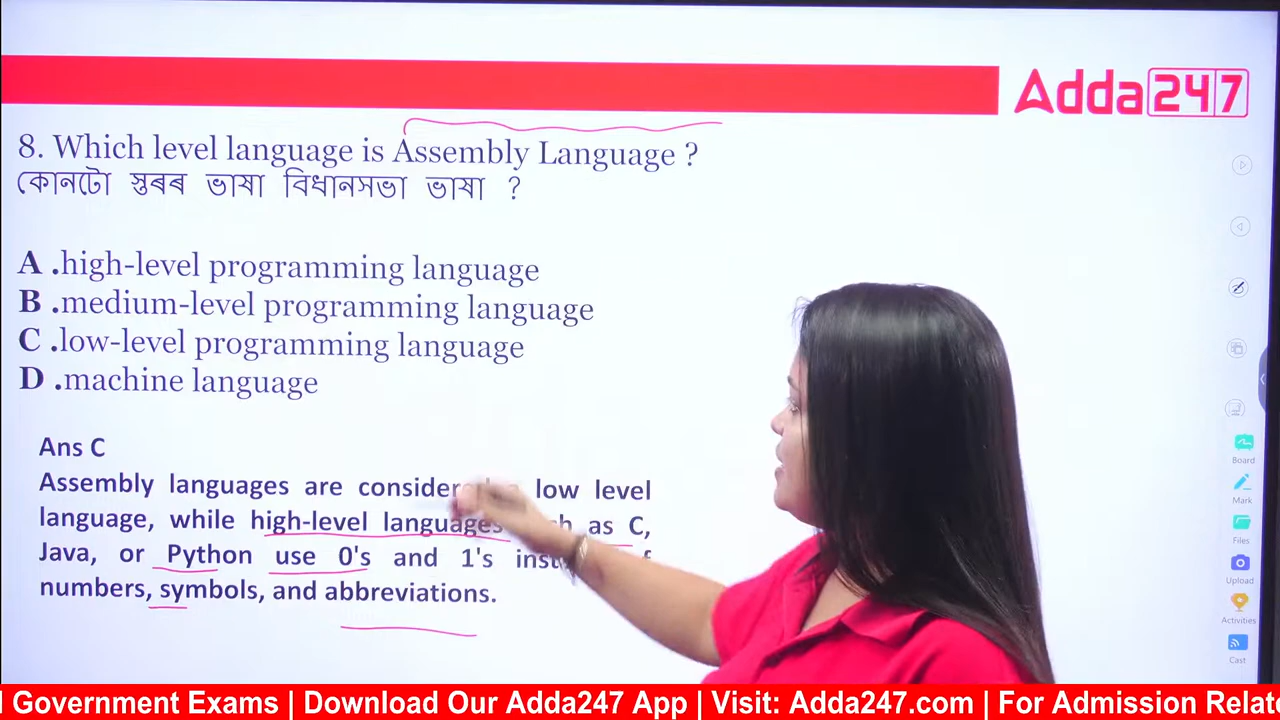 Adda247
8. Which level language is Assembly Language ?
কোনটো স্তৰৰ ভাষা বিধানসভা ভাষা ?
A .high-level programming language
B .medium-level programming language
C .low-level programming language
D .machine language
Ans C
Assembly languages are considered low level
language, while high-level languages such as C,
Java, or Python use 0's and 1's of
numbers, symbols, and abbreviations.
Board
Mark
Files
Upload
Activities
Cast
Government Exams | Download Our Adda247 App | Visit: Adda247.com | For Admission